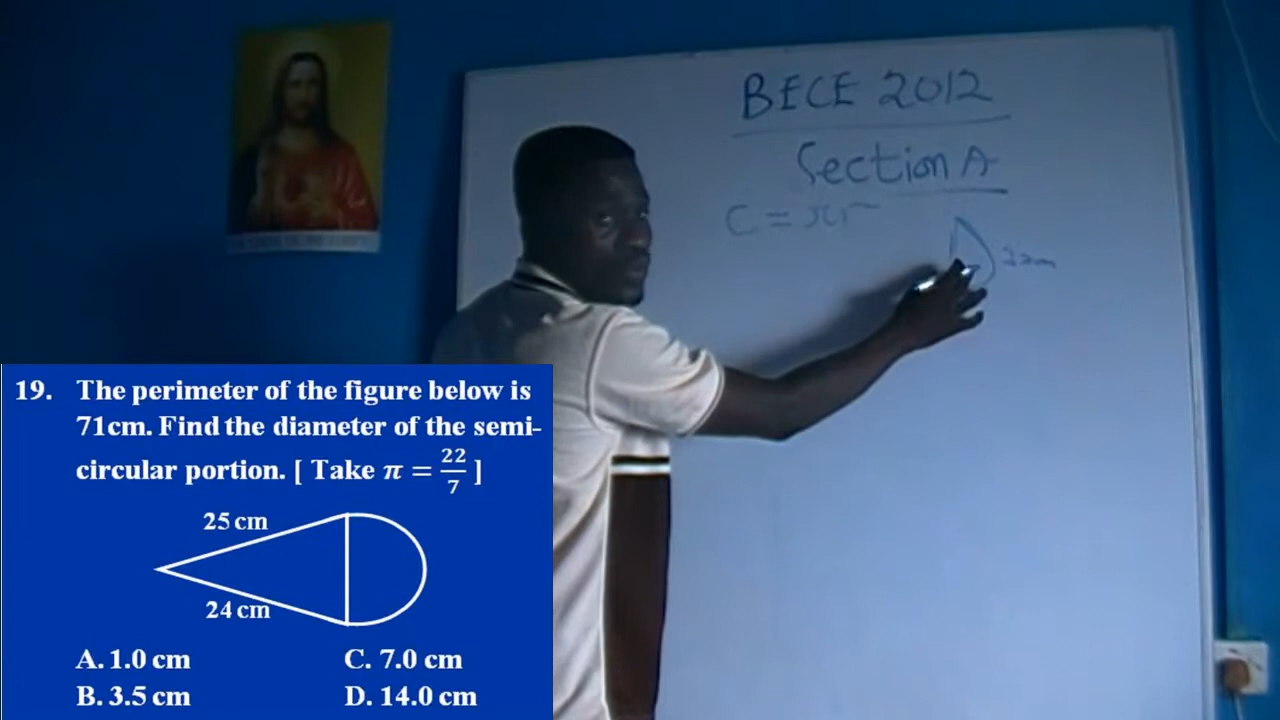 BECE 2012
Section A
C = πr
22cm
19. The perimeter of the figure below is
71cm. Find the diameter of the semi-
circular portion. [ Take π = 22/7 ]
25 cm
24 cm
A. 1.0 cm
C. 7.0 cm
B. 3.5 cm
D. 14.0 cm